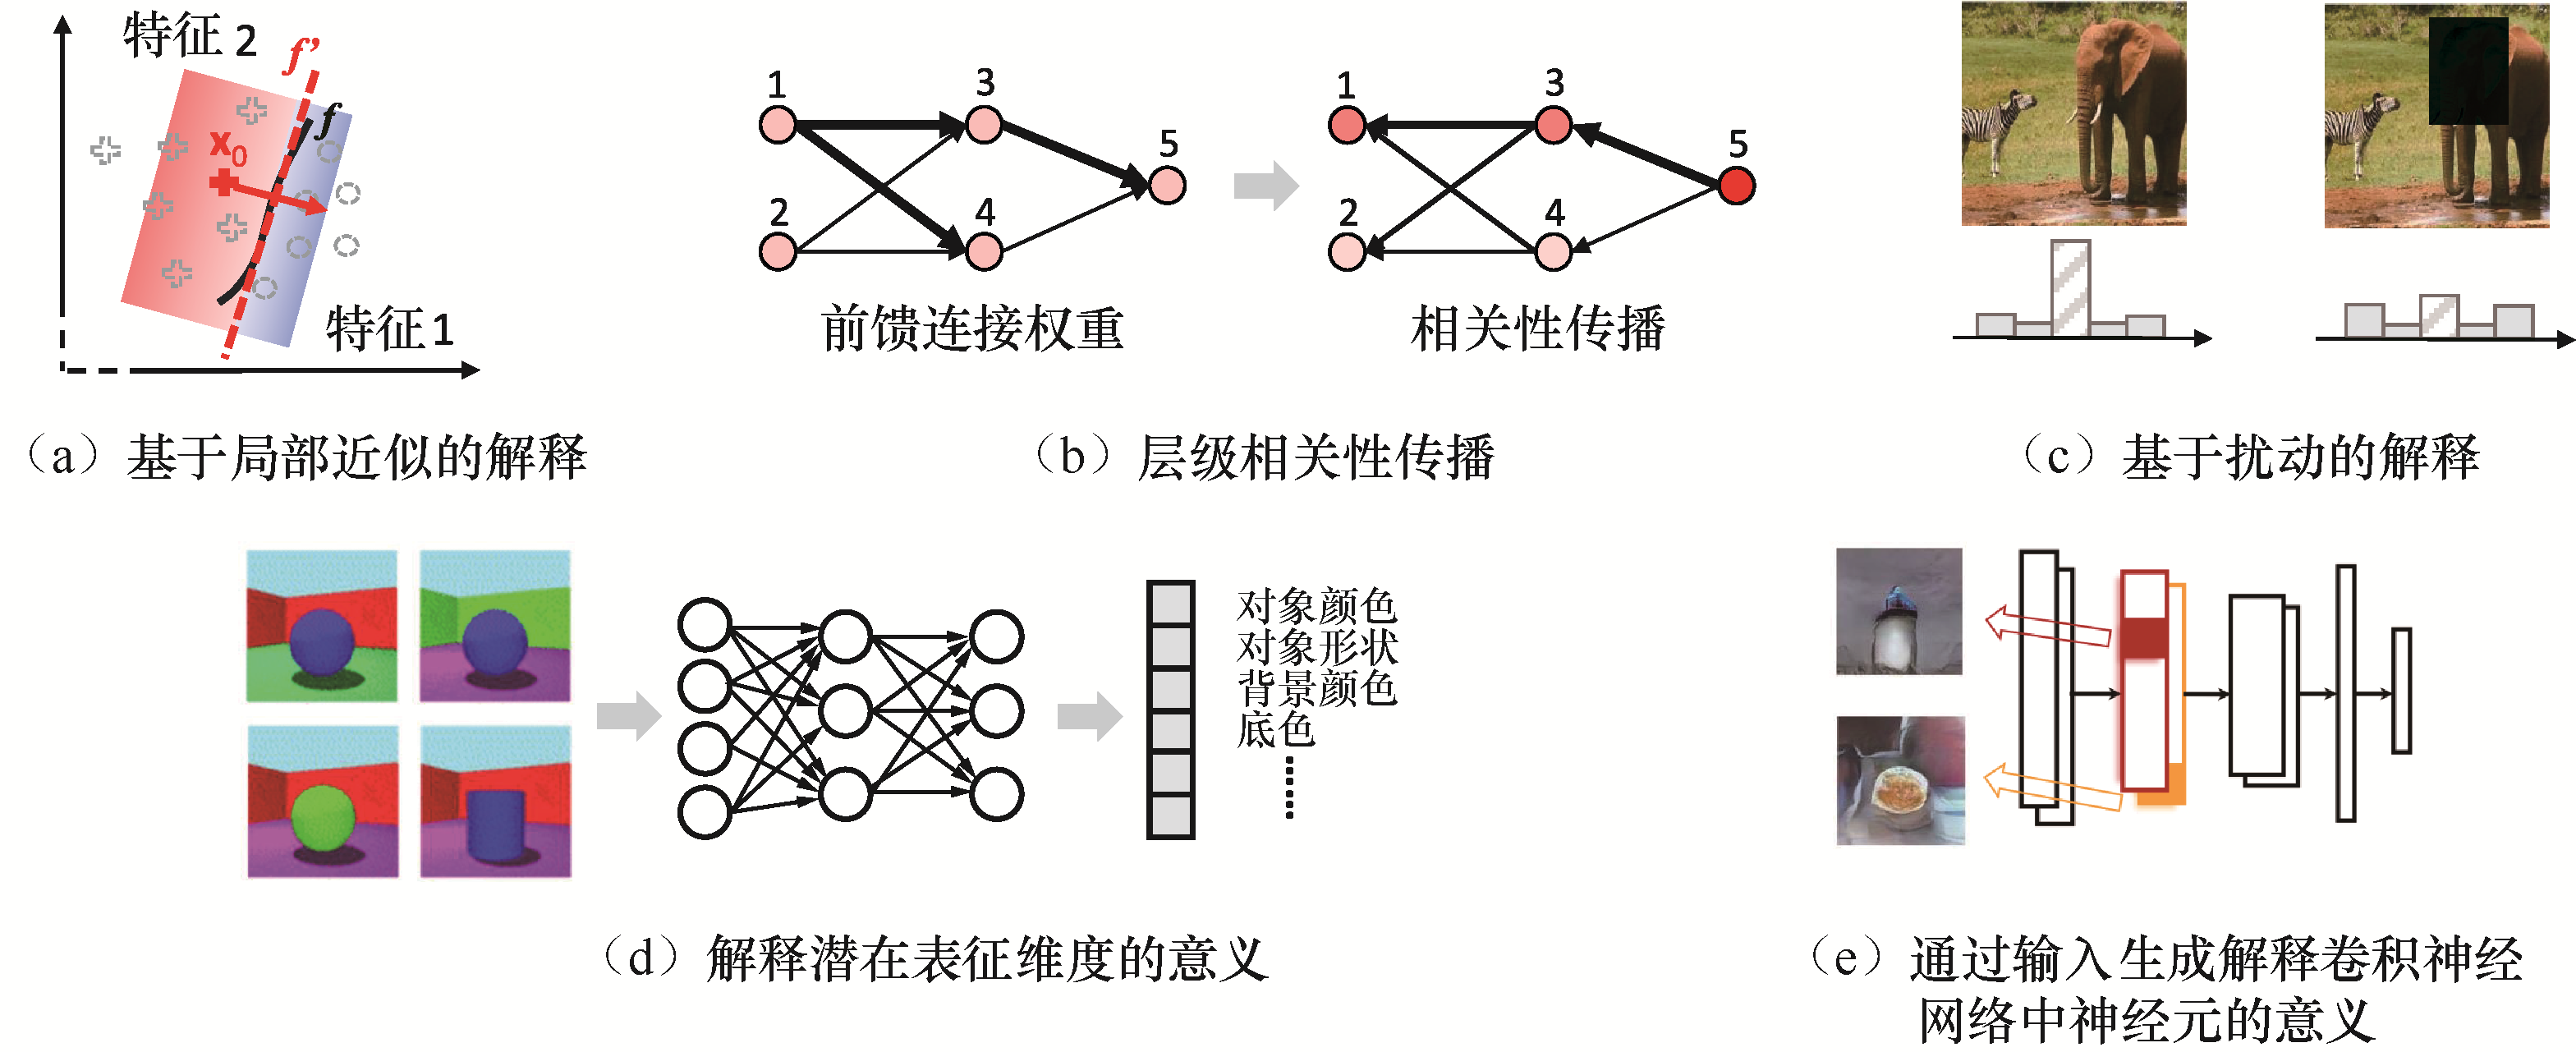 特征 2
f'
f
x₀
特征 1
(a) 基于局部近似的解释
1
3
5
2
4
前馈连接权重
1
3
5
2
4
相关性传播
(b) 层级相关性传播
(c) 基于扰动的解释
对象颜色
对象形状
背景颜色
底色
⋮
(d) 解释潜在表征维度的意义
(e) 通过输入生成解释卷积神经
网络中神经元的意义